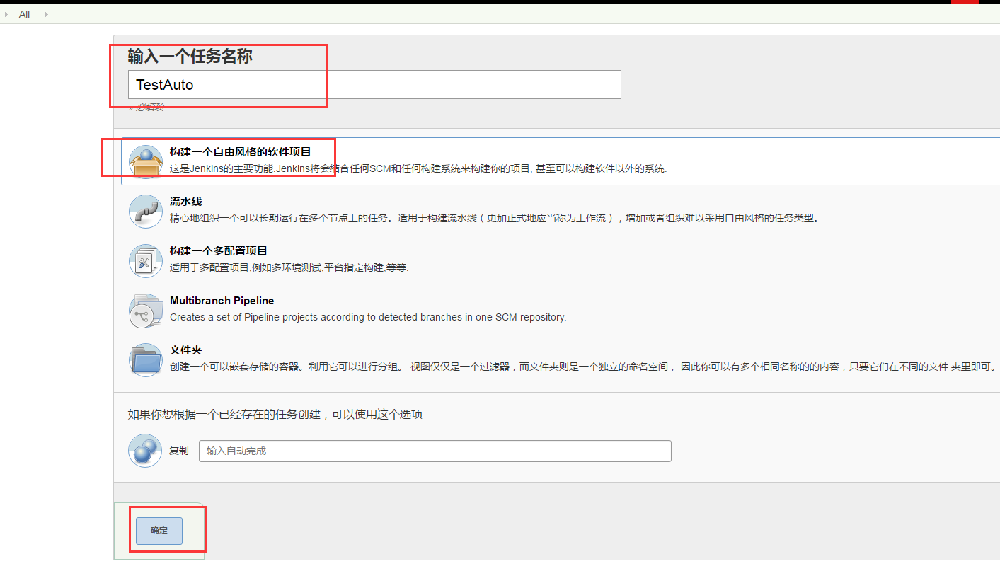 All
输入一个任务名称
TestAuto
» 必填项
构建一个自由风格的软件项目
这是Jenkins的主要功能.Jenkins将会结合任何SCM和任何构建系统来构建你的项目, 甚至可以构建软件以外的系统.
流水线
精心地组织一个可以长期运行在多个节点上的任务。适用于构建流水线（更加正式地应当称为工作流），增加或者组织难以采用自由风格的任务类型。
构建一个多配置项目
适用于多配置项目,例如多环境测试,平台指定构建,等等.
Multibranch Pipeline
Creates a set of Pipeline projects according to detected branches in one SCM repository.
文件夹
创建一个可以嵌套存储的容器。利用它可以进行分组。 视图仅仅是一个过滤器，而文件夹则是一个独立的命名空间， 因此你可以有多个相同名称的的内容，只要它们在不同的文件 夹里即可。
如果你想根据一个已经存在的任务创建，可以使用这个选项
复制 输入自动完成
确定